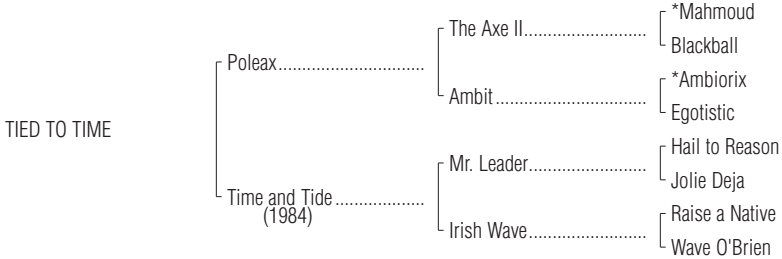 *Mahmoud
The Axe II
Blackball
Poleax
*Ambiorix
Ambit
Egotistic
TIED TO TIME
Hail to Reason
Mr. Leader
Jolie Deja
Time and Tide
(1984)
Raise a Native
Irish Wave
Wave O'Brien